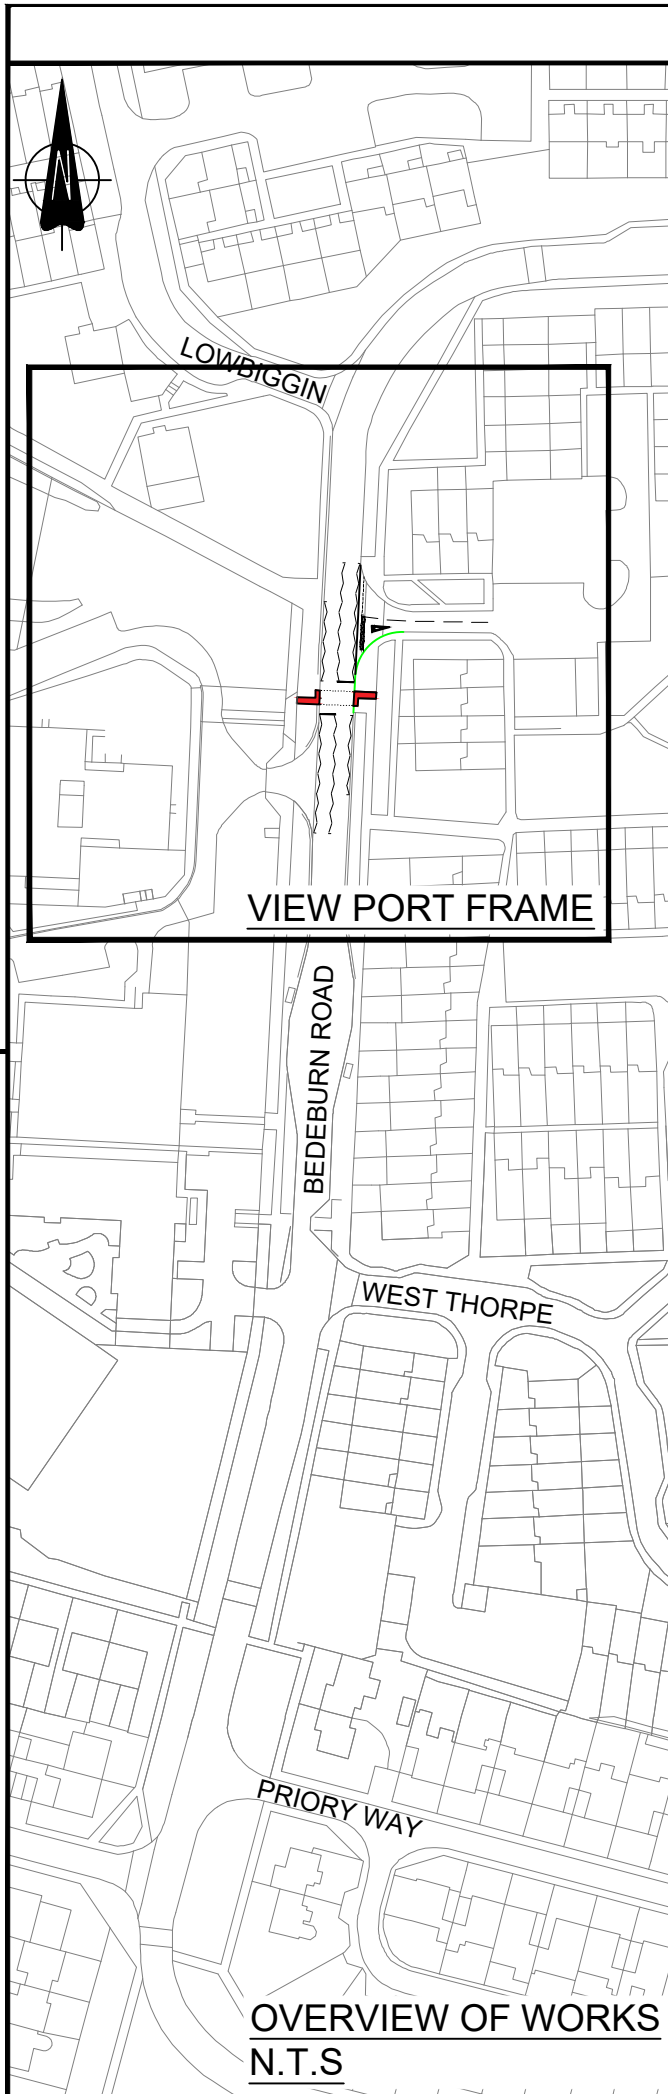 N
LOWBIGGIN
VIEW PORT FRAME
BEDEBURN ROAD
WEST THORPE
PRIORY WAY
OVERVIEW OF WORKS
N.T.S